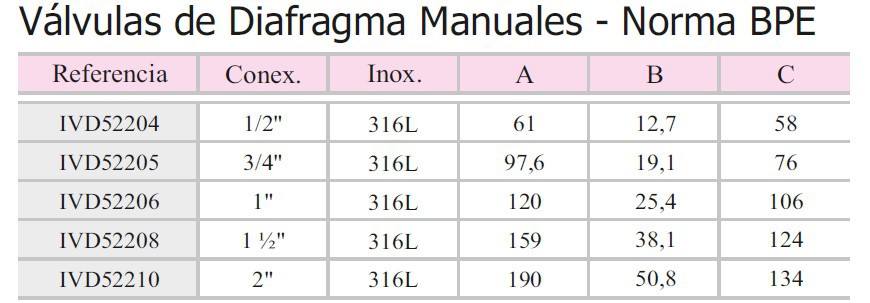 Válvulas de Diafragma Manuales - Norma BPE
Referencia Conex. Inox. A B C
IVD52204 1/2" 316L 61 12,7 58
IVD52205 3/4" 316L 97,6 19,1 76
IVD52206 1" 316L 120 25,4 106
IVD52208 1 ½" 316L 159 38,1 124
IVD52210 2" 316L 190 50,8 134